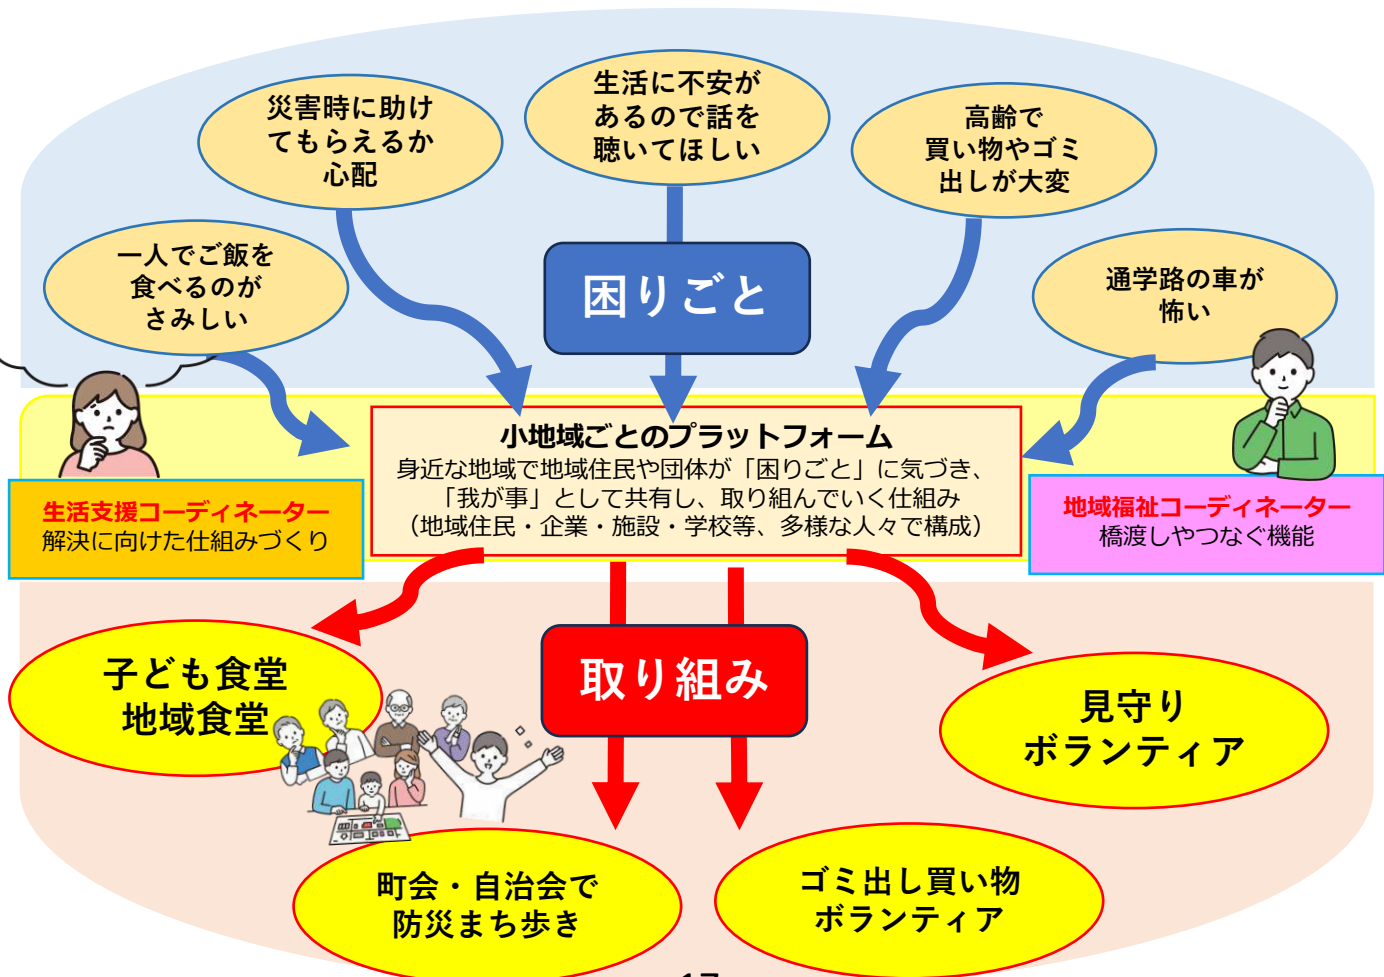 生活に不安が
あるので話を
聴いてほしい
災害時に助け
てもらえるか
心配
高齢で
買い物やゴミ
出しが大変
一人でご飯を
食べるのが
さみしい
通学路の車が
怖い
困りごと
小地域ごとのプラットフォーム
身近な地域で地域住民や団体が「困りごと」に気づき、
「我が事」として共有し、取り組んでいく仕組み
（地域住民・企業・施設・学校等、多様な人々で構成）
生活支援コーディネーター
解決に向けた仕組みづくり
地域福祉コーディネーター
橋渡しやつなぐ機能
取り組み
子ども食堂
地域食堂
見守り
ボランティア
町会・自治会で
防災まち歩き
ゴミ出し買い物
ボランティア